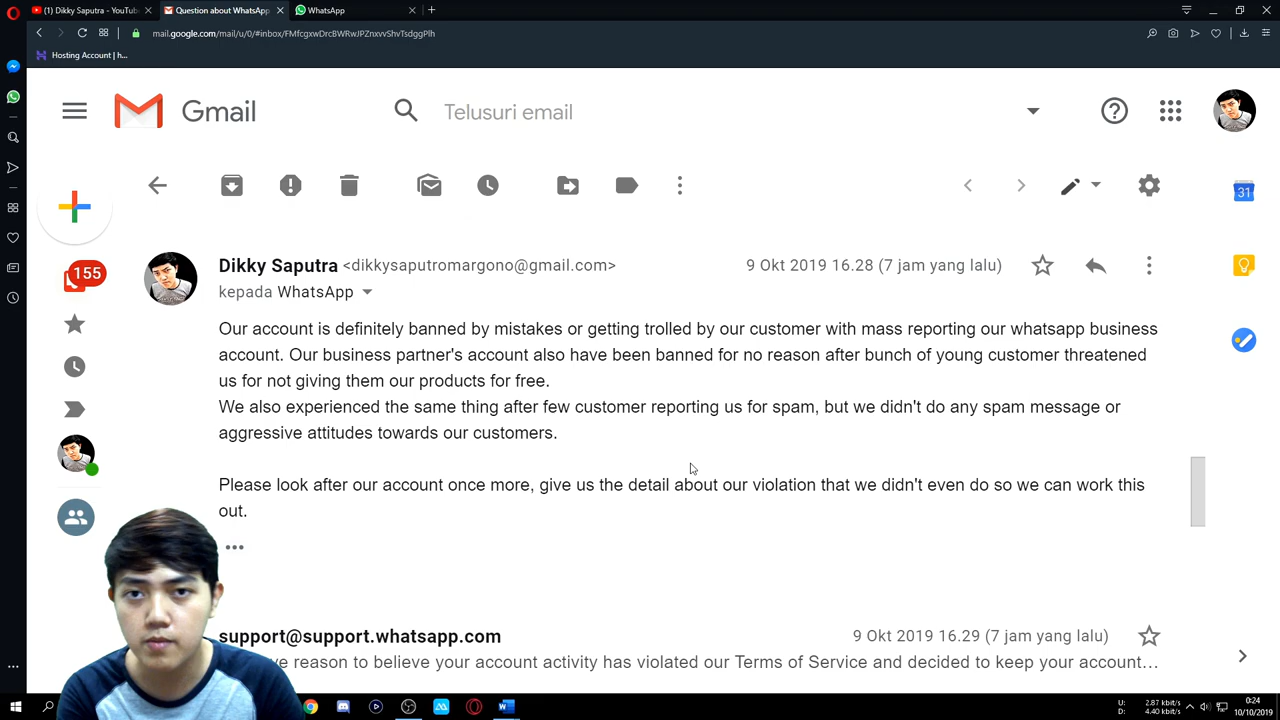 (1) Dikky Saputra - YouTub
Question about WhatsApp
WhatsApp
mail.google.com/mail/u/0/#inbox/FMfcgxwDrcBWRwJPZnxvvShvTsdggPlh
Hosting Account | h...
Gmail
Telusuri email
31
155
Dikky Saputra <dikkysaputromargono@gmail.com>
9 Okt 2019 16.28 (7 jam yang lalu)
kepada WhatsApp
Our account is definitely banned by mistakes or getting trolled by our customer with mass reporting our whatsapp business
account. Our business partner's account also have been banned for no reason after bunch of young customer threatened
us for not giving them our products for free.
We also experienced the same thing after few customer reporting us for spam, but we didn't do any spam message or
aggressive attitudes towards our customers.
Please look after our account once more, give us the detail about our violation that we didn't even do so we can work this
out.
support@support.whatsapp.com
9 Okt 2019 16.29 (7 jam yang lalu)
ve reason to believe your account activity has violated our Terms of Service and decided to keep your account...
U: 2.87 kbit/s
D: 4.40 kbit/s
0:24
10/10/2019